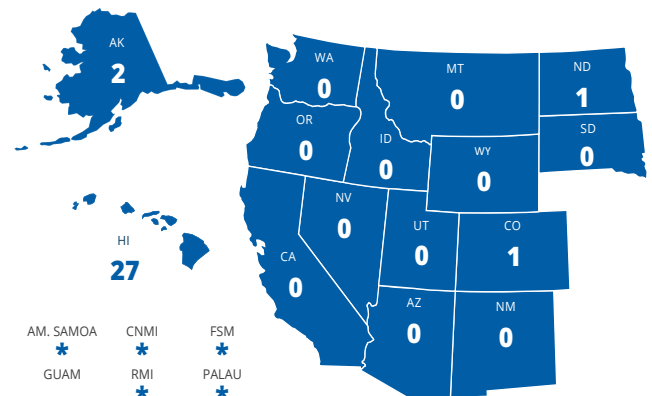 AK
2
WA
0
MT
0
ND
1
OR
0
ID
0
SD
0
WY
0
NV
0
UT
0
CO
1
HI
27
CA
0
AZ
0
NM
0
AM. SAMOA CNMI FSM
* * *
GUAM RMI PALAU
* *